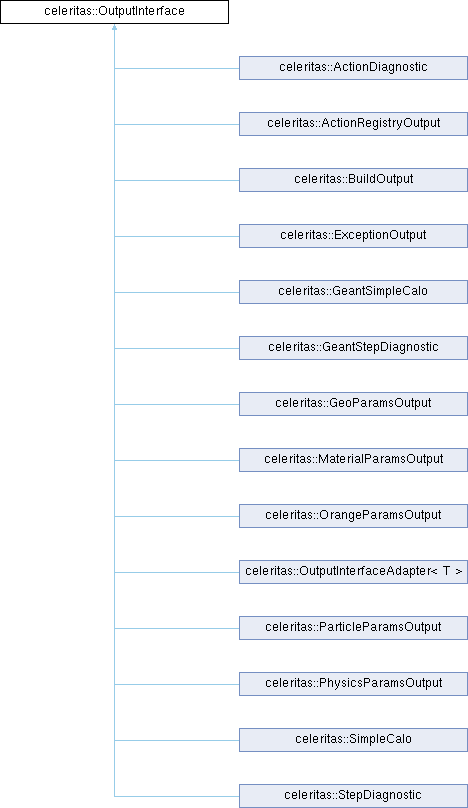 celeritas::OutputInterface
celeritas::ActionDiagnostic
celeritas::ActionRegistryOutput
celeritas::BuildOutput
celeritas::ExceptionOutput
celeritas::GeantSimpleCalo
celeritas::GeantStepDiagnostic
celeritas::GeoParamsOutput
celeritas::MaterialParamsOutput
celeritas::OrangeParamsOutput
celeritas::OutputInterfaceAdapter< T >
celeritas::ParticleParamsOutput
celeritas::PhysicsParamsOutput
celeritas::SimpleCalo
celeritas::StepDiagnostic